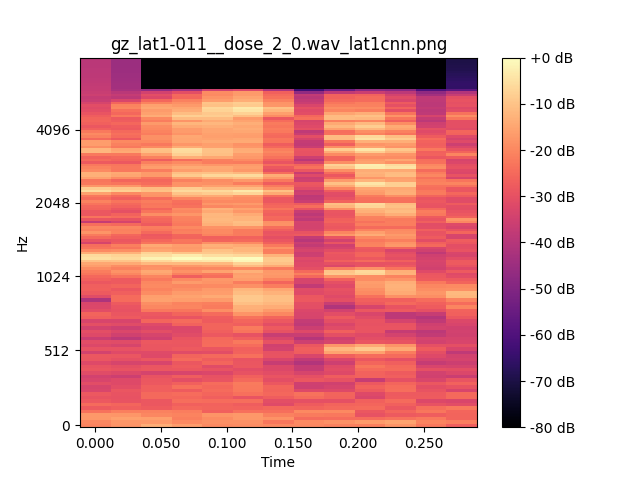 gz_lat1-011__dose_2_0.wav_lat1cnn.png
+0 dB
-10 dB
-20 dB
-30 dB
-40 dB
-50 dB
-60 dB
-70 dB
-80 dB
4096
2048
1024
512
0
Hz
0.000 0.050 0.100 0.150 0.200 0.250
Time